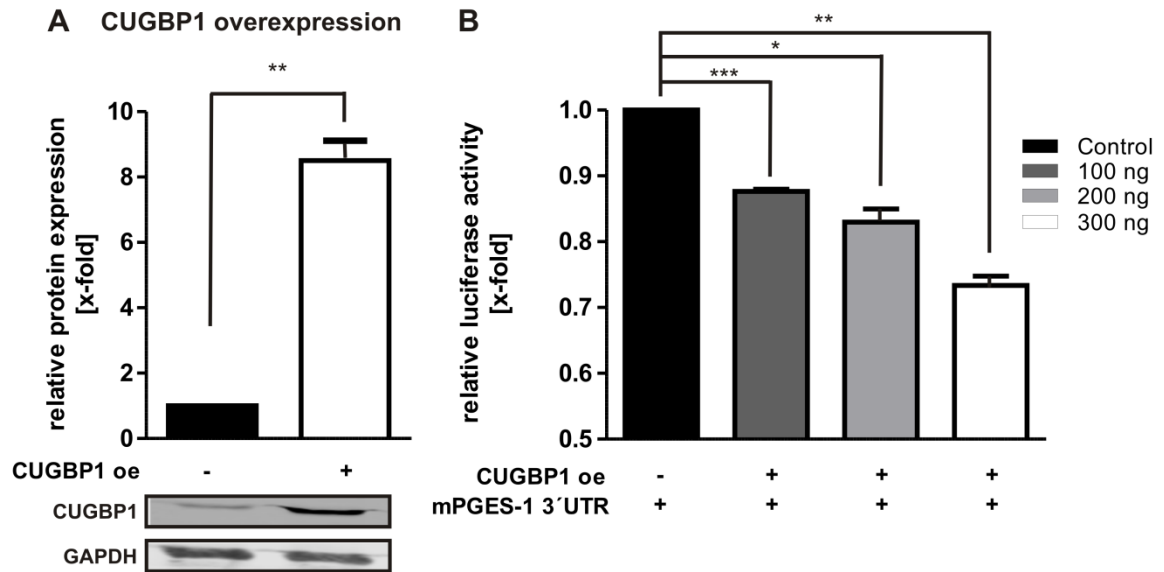 A CUGBP1 overexpression
**
relative protein expression
[x-fold]
10
8
6
4
2
0
CUGBP1 oe - +
CUGBP1
GAPDH
B
**
*
***
relative luciferase activity
[x-fold]
1.0
0.9
0.8
0.7
0.6
0.5
Control
100 ng
200 ng
300 ng
CUGBP1 oe - + + +
mPGES-1 3´UTR + + + +